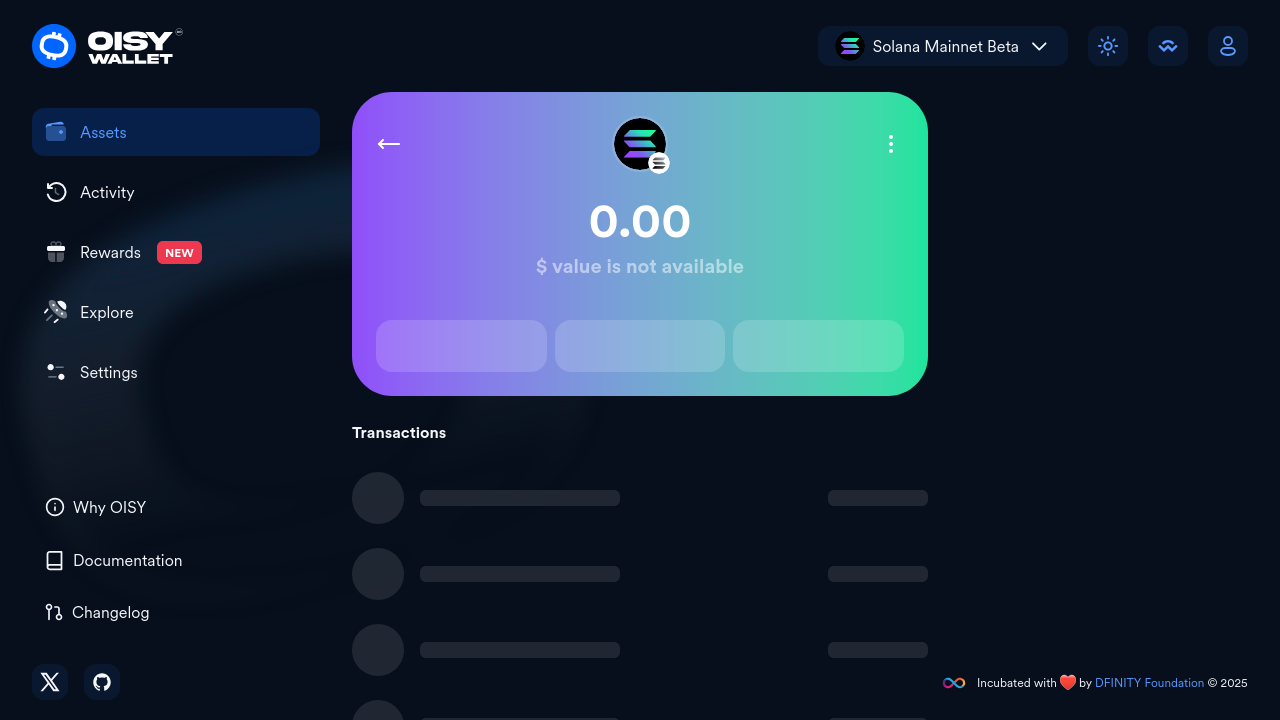 OISY
WALLET
Solana Mainnet Beta
Assets
Activity
Rewards NEW
Explore
Settings
0.00
$ value is not available
Transactions
Why OISY
Documentation
Changelog
Incubated with ❤️ by DFINITY Foundation © 2025